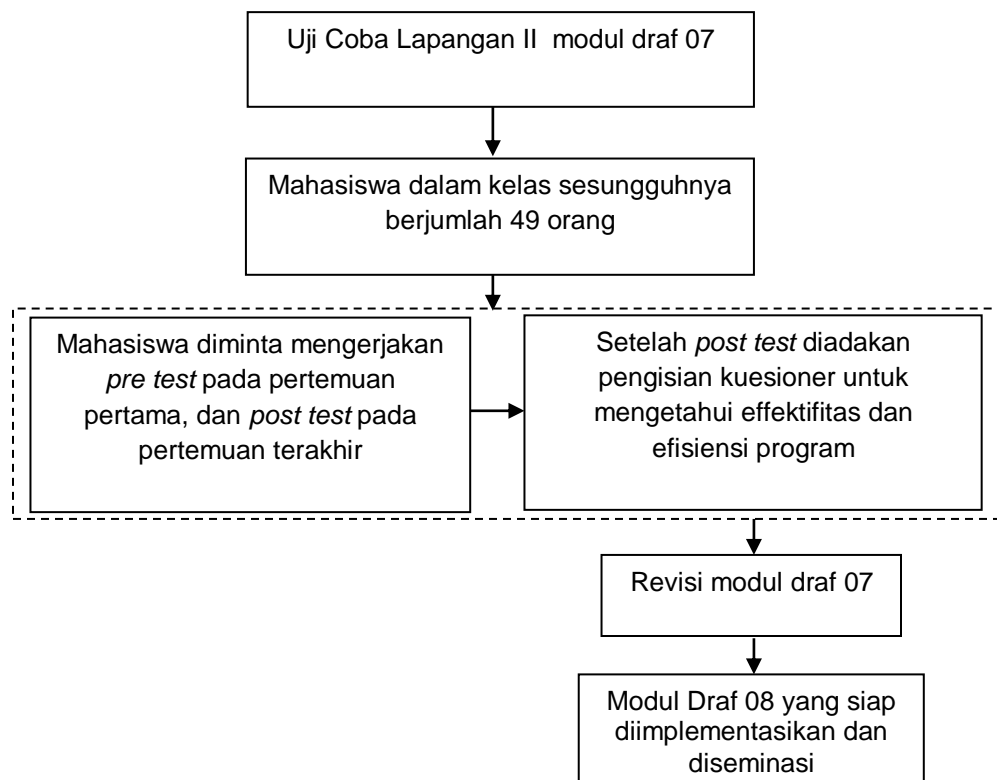 Uji Coba Lapangan II modul draf 07
Mahasiswa dalam kelas sesungguhnya
berjumlah 49 orang
Mahasiswa diminta mengerjakan
pre test pada pertemuan
pertama, dan post test pada
pertemuan terakhir
Setelah post test diadakan
pengisian kuesioner untuk
mengetahui effektifitas dan
efisiensi program
Revisi modul draf 07
Modul Draf 08 yang siap
diimplementasikan dan
diseminasi